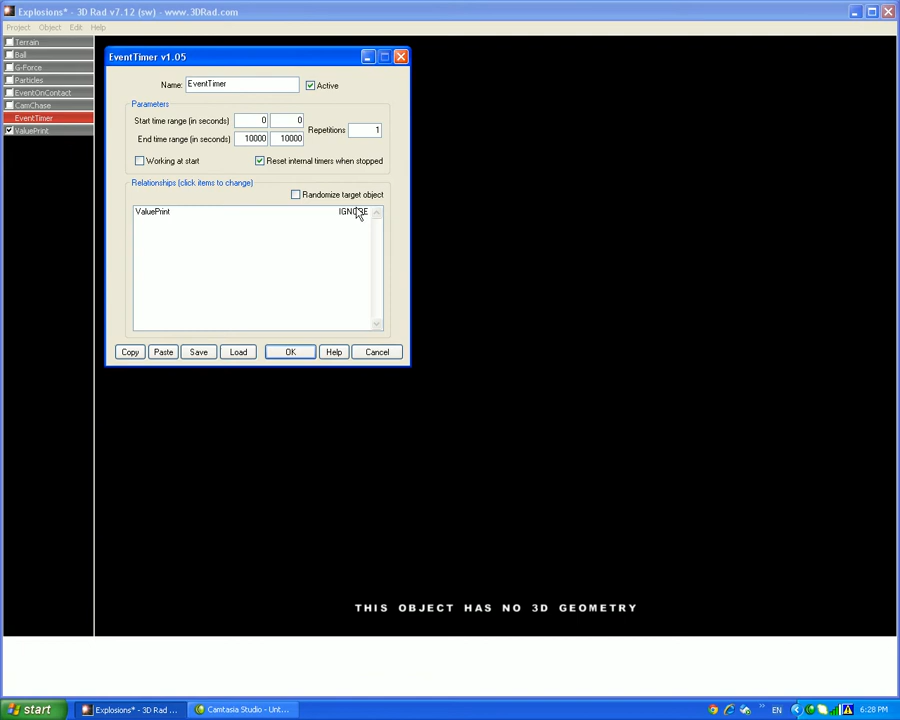 Explosions* - 3D Rad v7.12 (sw) - www.3DRad.com
Project Object Edit Help
Terrain
Ball
G-Force
Particles
EventOnContact
CamChase
EventTimer
ValuePrint
EventTimer v1.05
Name: EventTimer Active
Parameters
Start time range (in seconds) 0 0
Repetitions 1
End time range (in seconds) 10000 10000
Working at start Reset internal timers when stopped
Relationships (click items to change)
Randomize target object
ValuePrint IGNORE
Copy Paste Save Load OK Help Cancel
THIS OBJECT HAS NO 3D GEOMETRY
start Explosions* - 3D Rad ... Camtasia Studio - Unt... EN 6:28 PM